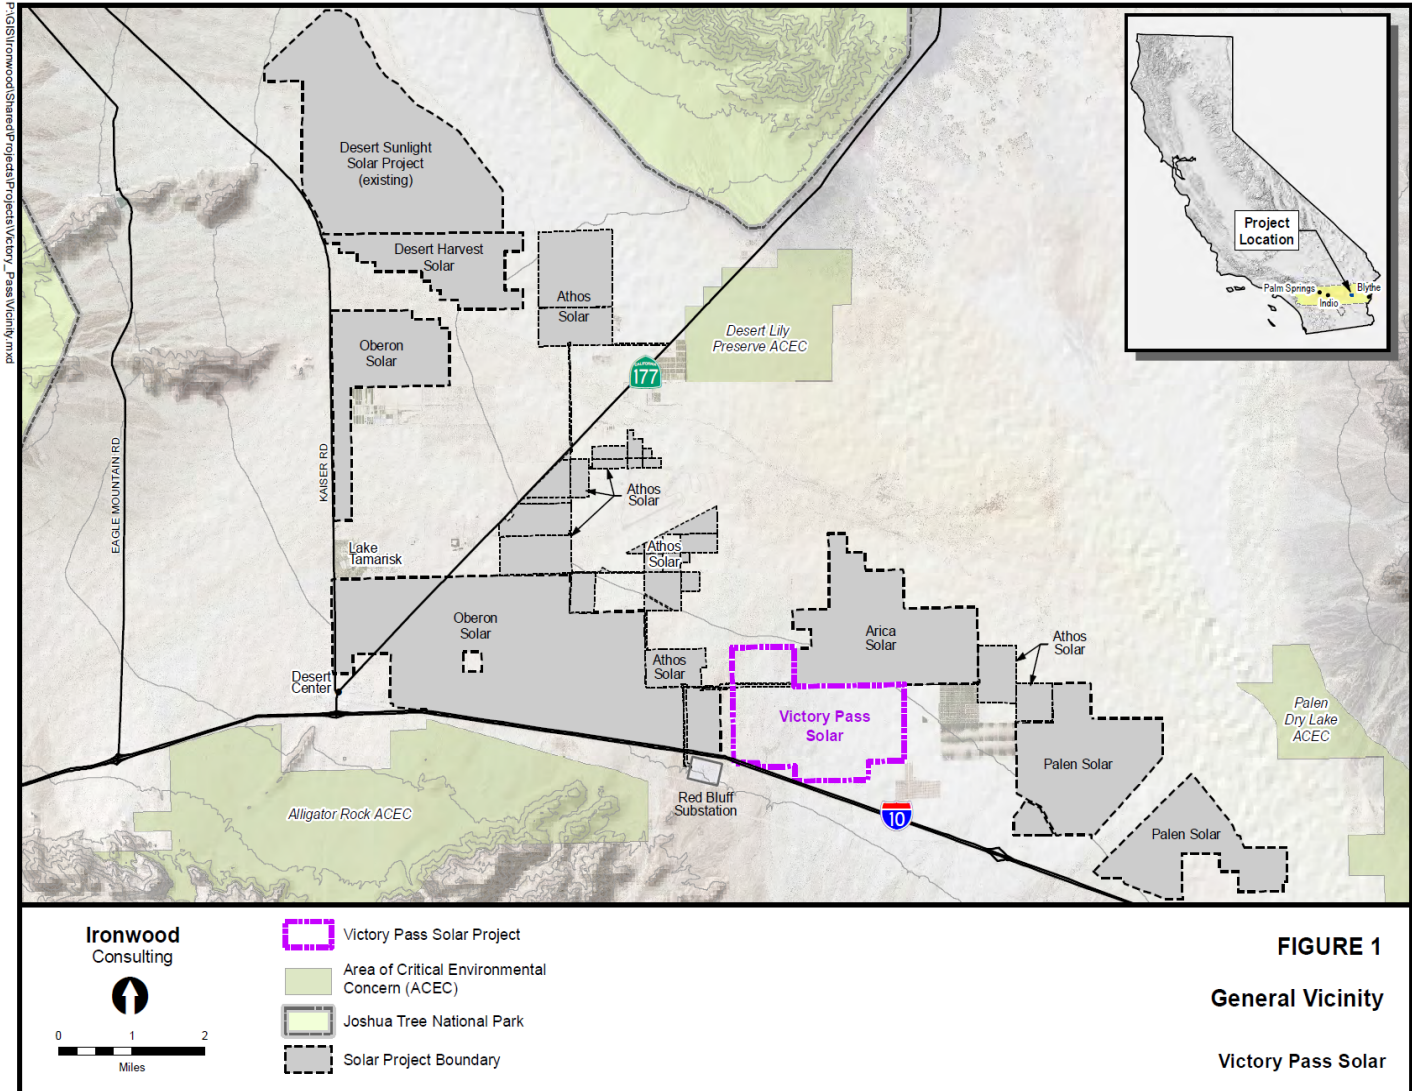 P:\GIS\Ironwood\Shared\Projects\Projects\Victory_Pass\Vicinity.mxd
Desert Sunlight
Solar Project
(existing)
Desert Harvest
Solar
Athos
Solar
Oberon
Solar
Desert Lily
Preserve ACEC
CALIFORNIA
177
EAGLE MOUNTAIN RD
KAISER RD
Athos
Solar
Lake
Tamarisk
Athos
Solar
Oberon
Solar
Arica
Solar
Athos
Solar
Athos
Solar
Desert
Center
Victory Pass
Solar
Palen
Dry Lake
ACEC
Palen Solar
Alligator Rock ACEC
Red Bluff
Substation
10
Palen Solar
Project
Location
Palm Springs
Indio
Blythe
Ironwood
Consulting
0 1 2
Miles
Victory Pass Solar Project
Area of Critical Environmental
Concern (ACEC)
Joshua Tree National Park
Solar Project Boundary
FIGURE 1
General Vicinity
Victory Pass Solar